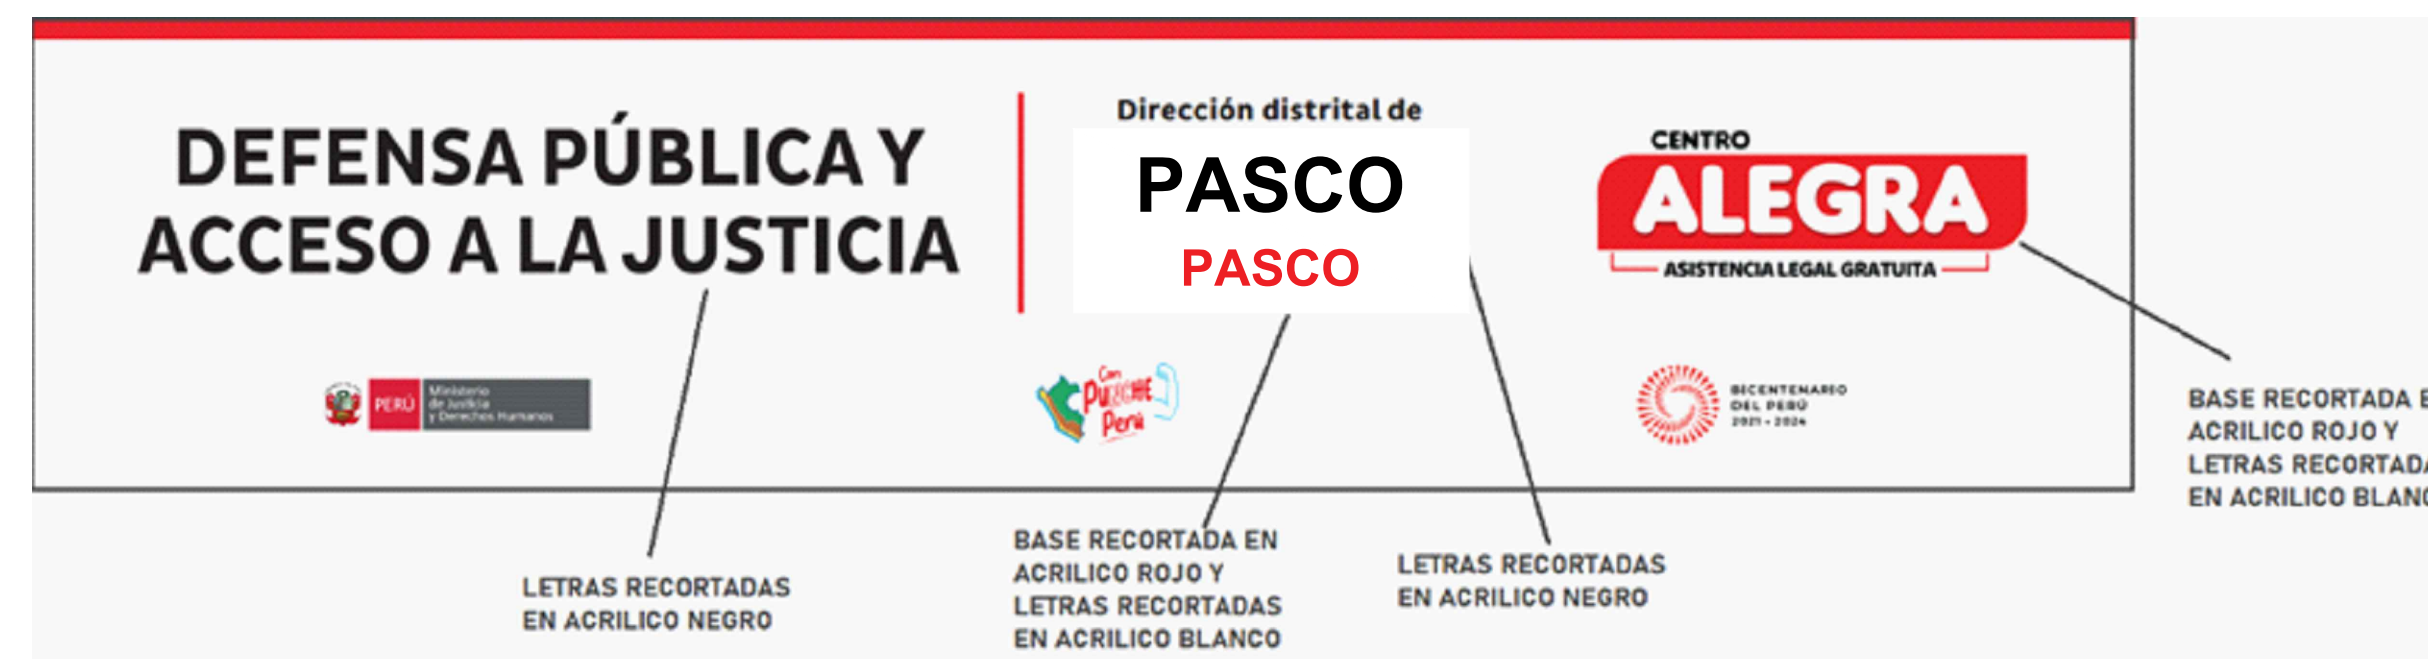 DEFENSA PÚBLICA Y
ACCESO A LA JUSTICIA
Dirección distrital de
PASCO
PASCO
CENTRO
ALEGRA
ASISTENCIA LEGAL GRATUITA
PERÚ
Ministerio
de Justicia
y Derechos Humanos
Con
PUNCHE
Perú
BICENTENARIO
DEL PERÚ
2021 - 2024
LETRAS RECORTADAS
EN ACRILICO NEGRO
BASE RECORTADA EN
ACRILICO ROJO Y
LETRAS RECORTADAS
EN ACRILICO BLANCO
LETRAS RECORTADAS
EN ACRILICO NEGRO
BASE RECORTADA E
ACRILICO ROJO Y
LETRAS RECORTADA
EN ACRILICO BLANC